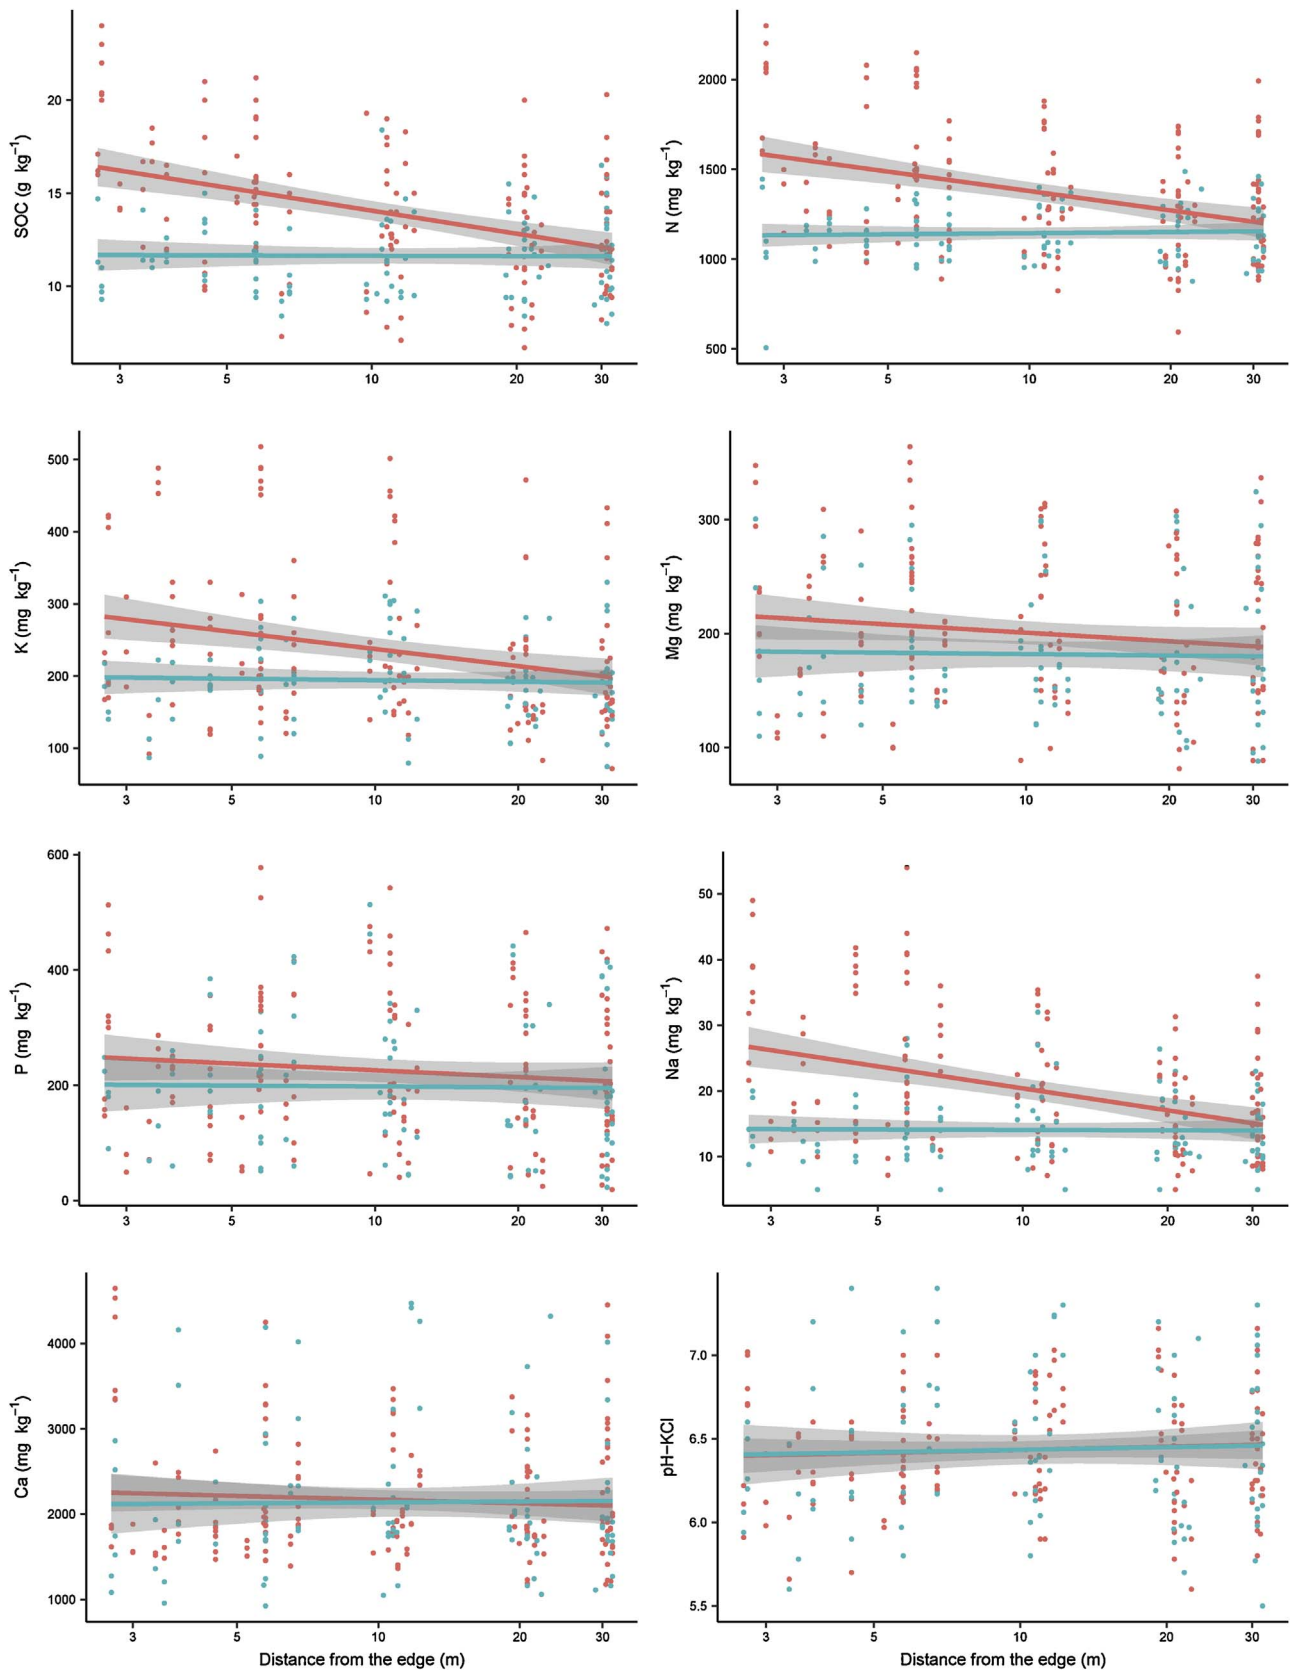 SOC (g kg−1)
20
15
10
3 5 10 20 30
N (mg kg−1)
2000
1500
1000
500
3 5 10 20 30
K (mg kg−1)
500
400
300
200
100
3 5 10 20 30
Mg (mg kg−1)
300
200
100
3 5 10 20 30
P (mg kg−1)
600
400
200
0
3 5 10 20 30
Na (mg kg−1)
50
40
30
20
10
3 5 10 20 30
Ca (mg kg−1)
4000
3000
2000
1000
3 5 10 20 30
Distance from the edge (m)
pH−KCl
7.0
6.5
6.0
5.5
3 5 10 20 30
Distance from the edge (m)